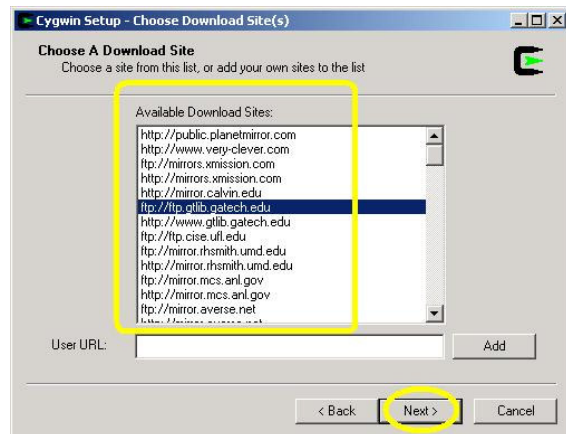 Cygwin Setup - Choose Download Site(s)
Choose A Download Site
Choose a site from this list, or add your own sites to the list
Available Download Sites:
http://public.planetmirror.com
http://www.very-clever.com
ftp://mirrors.xmission.com
http://mirrors.xmission.com
http://mirror.calvin.edu
ftp://ftp.gtlib.gatech.edu
http://www.gtlib.gatech.edu
ftp://ftp.cise.ufl.edu
ftp://mirror.rhsmith.umd.edu
http://mirror.rhsmith.umd.edu
ftp://mirror.mcs.anl.gov
http://mirror.mcs.anl.gov
ftp://mirror.averse.net
User URL:
Add
< Back
Next >
Cancel